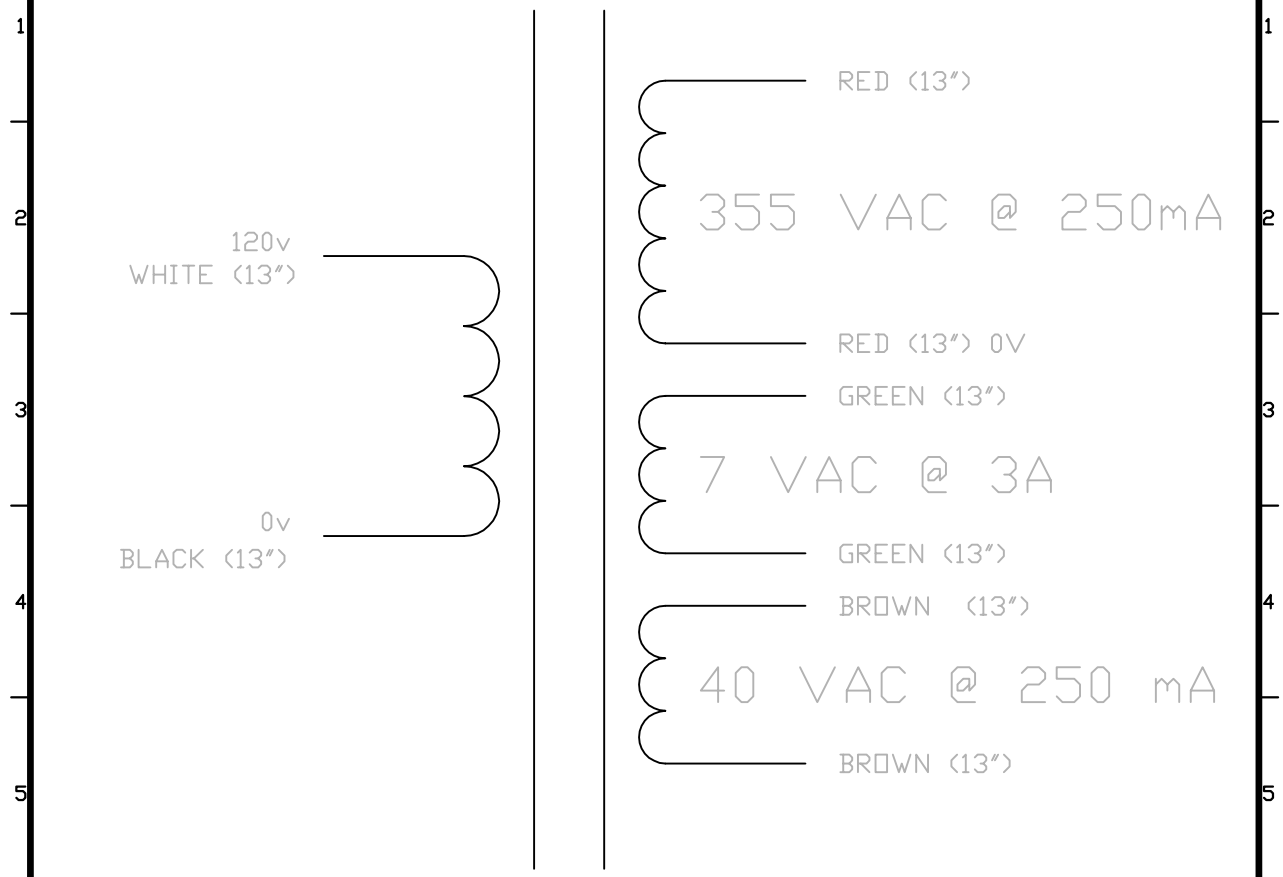 1
1
RED (13")
355 VAC @ 250mA
2
2
120v
WHITE (13")
RED (13") 0V
GREEN (13")
3
3
7 VAC @ 3A
0v
BLACK (13")
GREEN (13")
4
4
BROWN (13")
40 VAC @ 250 mA
BROWN (13")
5
5